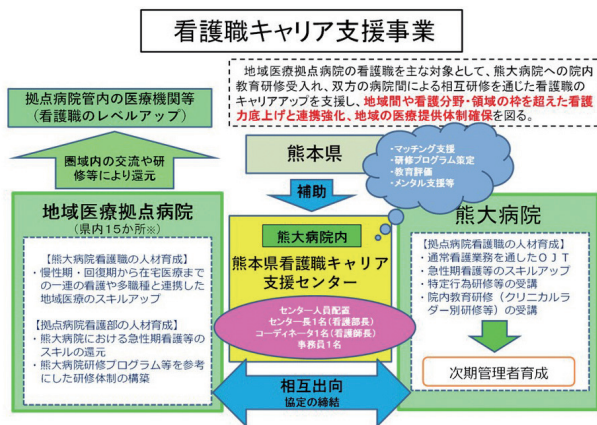 看護職キャリア支援事業
地域医療拠点病院の看護職を主な対象として、熊大病院への院内
教育研修受入れ、双方の病院間による相互研修を通じた看護職の
キャリアアップを支援し、地域間や看護分野・領域の枠を超えた看護
力底上げと連携強化、地域の医療提供体制確保を図る。
拠点病院管内の医療機関等
(看護職のレベルアップ)
圏域内の交流や研
修等により還元
熊本県
・マッチング支援
・研修プログラム策定
・教育評価
・メンタル支援等
補助
地域医療拠点病院
(県内15か所※)
【熊大病院看護職の人材育成】
・慢性期・回復期から在宅医療まで
の一連の看護や多職種と連携した
地域医療のスキルアップ
【拠点病院看護部の人材育成】
・熊大病院における急性期看護等の
スキルの還元
・熊大病院研修プログラム等を参考
にした研修体制の構築
熊大病院内
熊本県看護職キャリア
支援センター
センター人員配置
センター長1名(看護部長)
コーディネータ1名(看護師長)
事務員1名
相互出向
協定の締結
熊大病院
【拠点病院看護職の人材育成】
・通常看護業務を通したOJT
・急性期看護等のスキルアップ
・特定行為研修等の受講
・院内教育研修(クリニカルラ
ダー別研修等)の受講
次期管理者育成